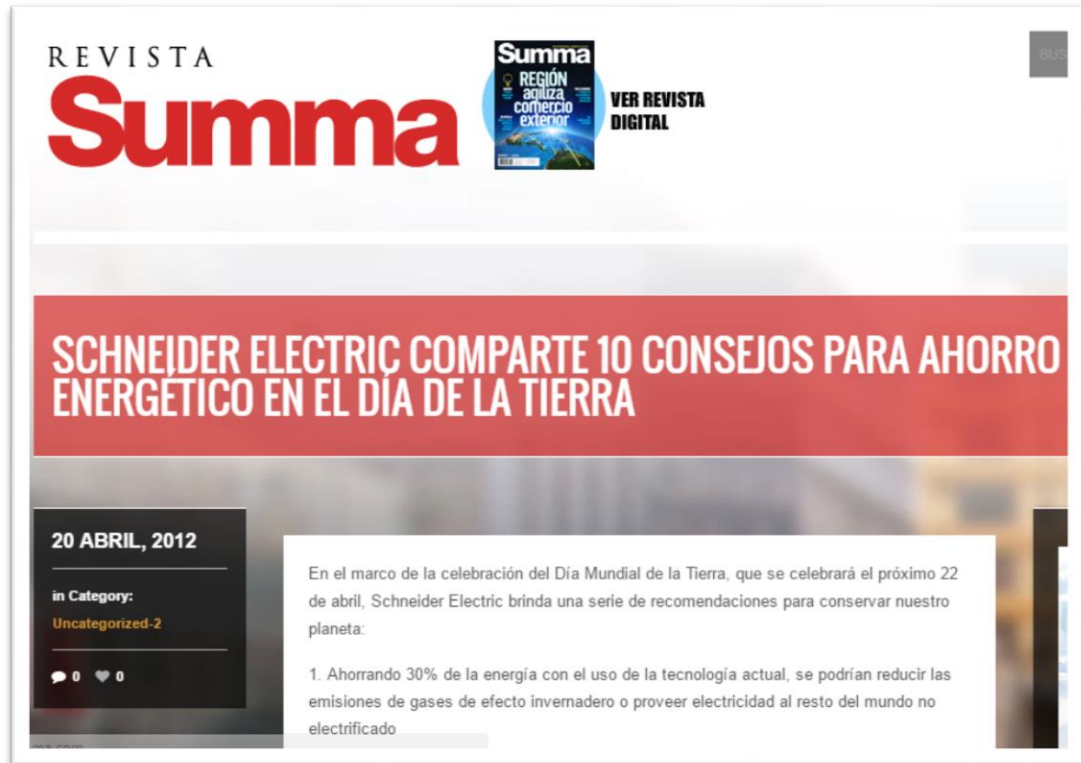 REVISTA
Summa
Summa
REGIÓN
agiliza
comercio
exterior
VER REVISTA
DIGITAL
BUS
SCHNEIDER ELECTRIC COMPARTE 10 CONSEJOS PARA AHORRO
ENERGÉTICO EN EL DÍA DE LA TIERRA
20 ABRIL, 2012
in Category:
Uncategorized-2
0 0
En el marco de la celebración del Día Mundial de la Tierra, que se celebrará el próximo 22
de abril, Schneider Electric brinda una serie de recomendaciones para conservar nuestro
planeta:
1. Ahorrando 30% de la energía con el uso de la tecnología actual, se podrían reducir las
emisiones de gases de efecto invernadero o proveer electricidad al resto del mundo no
electrificado